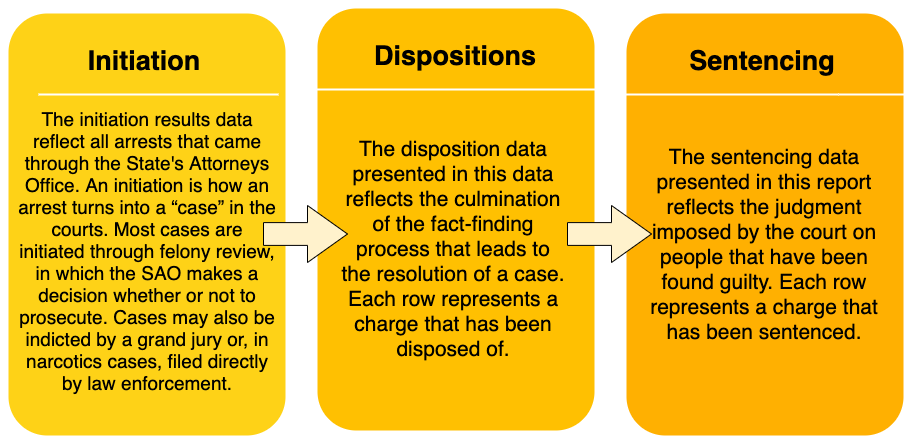 Initiation
The initiation results data
reflect all arrests that came
through the State's Attorneys
Office. An initiation is how an
arrest turns into a “case” in the
courts. Most cases are
initiated through felony review,
in which the SAO makes a
decision whether or not to
prosecute. Cases may also be
indicted by a grand jury or, in
narcotics cases, filed directly
by law enforcement.
Dispositions
The disposition data
presented in this data
reflects the culmination
of the fact-finding
process that leads to
the resolution of a case.
Each row represents a
charge that has been
disposed of.
Sentencing
The sentencing data
presented in this report
reflects the judgment
imposed by the court on
people that have been
found guilty. Each row
represents a charge that
has been sentenced.